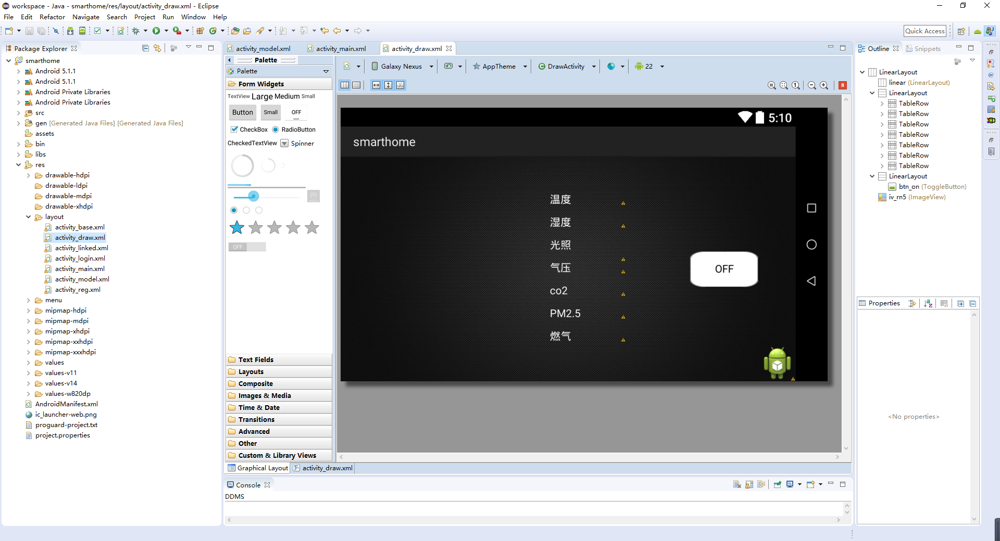 workspace - Java - smarthome/res/layout/activity_draw.xml - Eclipse
File Edit Refactor Navigate Search Project Run Window Help
Quick Access
Package Explorer
smarthome
Android 5.1.1
Android 5.1.1
Android Private Libraries
Android Private Libraries
src
gen [Generated Java Files] [Generated Java Files]
assets
bin
libs
res
drawable-hdpi
drawable-ldpi
drawable-mdpi
drawable-xhdpi
layout
activity_base.xml
activity_draw.xml
activity_linked.xml
activity_login.xml
activity_main.xml
activity_model.xml
activity_reg.xml
menu
mipmap-hdpi
mipmap-mdpi
mipmap-xhdpi
mipmap-xxhdpi
mipmap-xxxhdpi
values
values-v11
values-v14
values-w820dp
AndroidManifest.xml
ic_launcher-web.png
proguard-project.txt
project.properties
activity_model.xml activity_main.xml activity_draw.xml
Palette
Palette
Form Widgets
TextView Large Medium Small
Button Small OFF
CheckBox RadioButton
CheckedTextView Spinner
OFF
Text Fields
Layouts
Composite
Images & Media
Time & Date
Transitions
Advanced
Other
Custom & Library Views
Galaxy Nexus AppTheme DrawActivity 22
1
8
5:10
smarthome
温度
湿度
光照
气压
co2
PM2.5
燃气
OFF
Graphical Layout activity_draw.xml
Console
DDMS
Outline Snippets
LinearLayout
linear (LinearLayout)
LinearLayout
TableRow
TableRow
TableRow
TableRow
TableRow
TableRow
TableRow
LinearLayout
btn_on (ToggleButton)
iv_rn5 (ImageView)
Properties
<No properties>